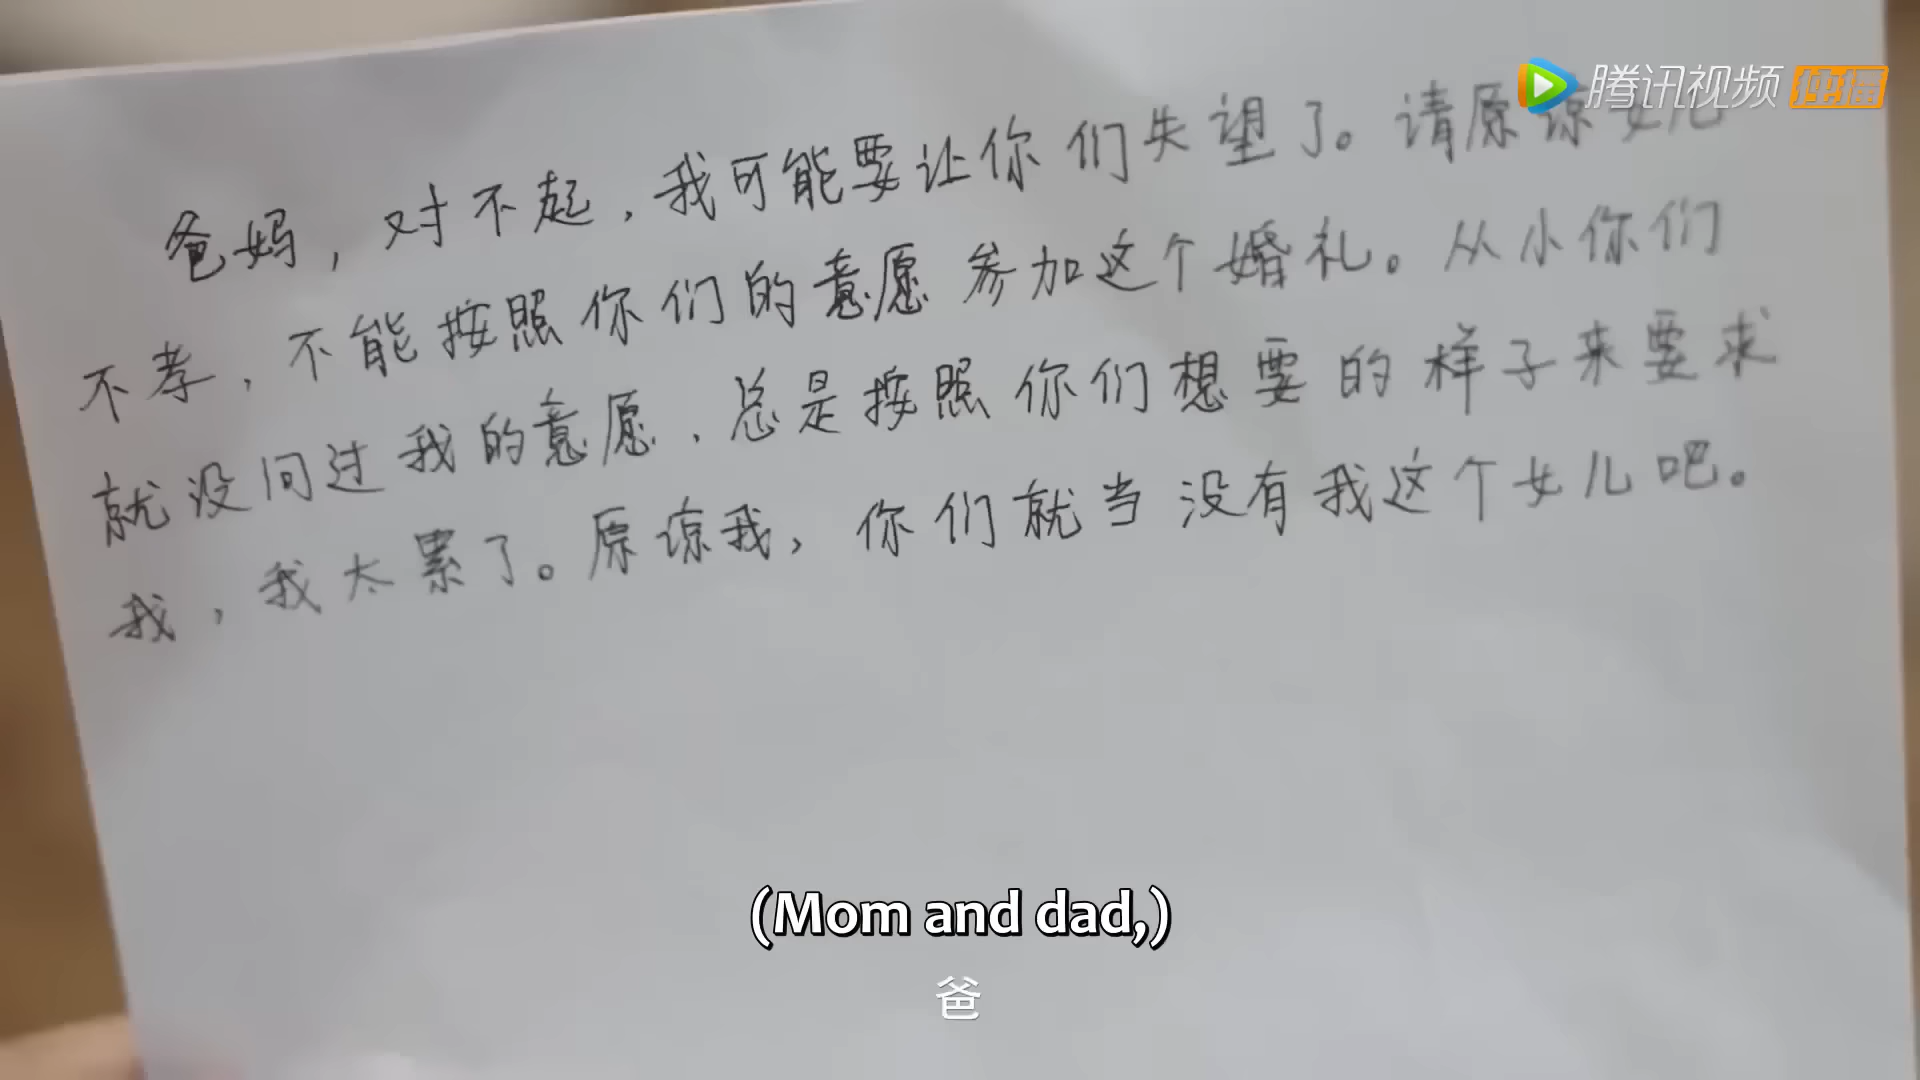 腾讯视频 独播
爸妈，对不起，我可能要让你们失望了。请原谅女儿
不孝，不能按照你们的意愿参加这个婚礼。从小你们
就没问过我的意愿，总是按照你们想要的样子来要求
我，我太累了。原谅我，你们就当没有我这个女儿吧。
(Mom and dad,)
爸